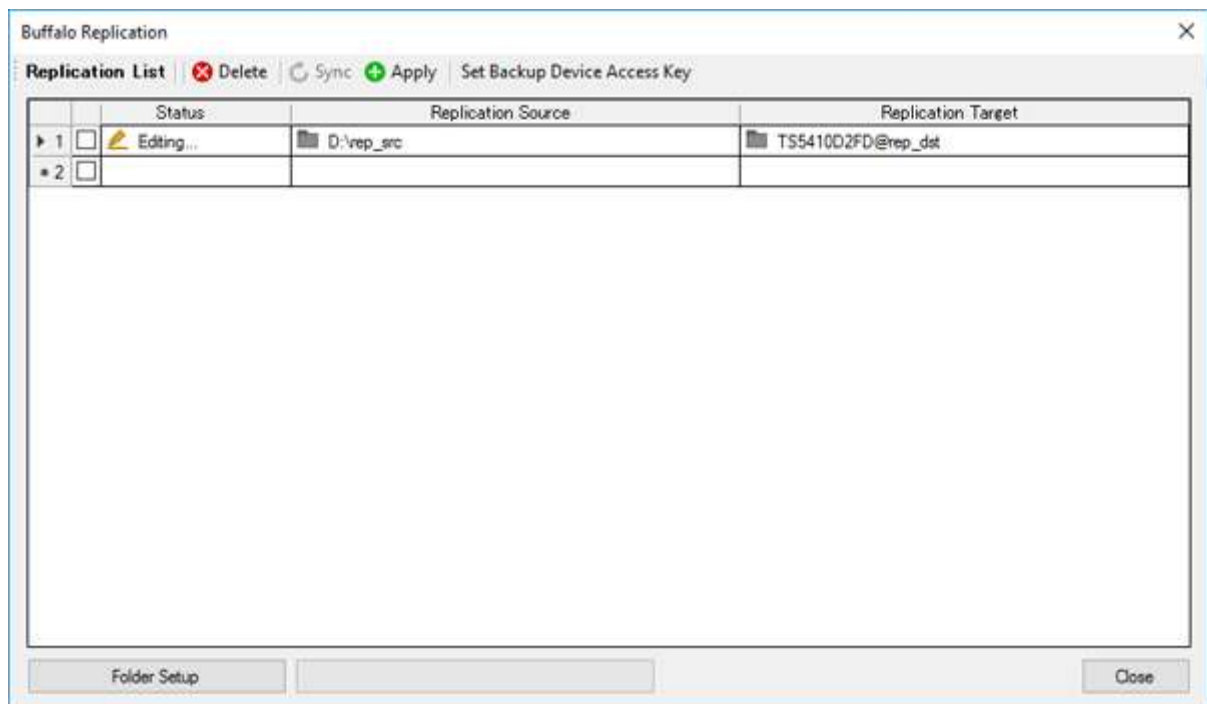 Buffalo Replication
Replication List Delete Sync Apply Set Backup Device Access Key
Status Replication Source Replication Target
1 Editing... D:\rep_src TS5410D2FD@rep_dst
2
Folder Setup Close